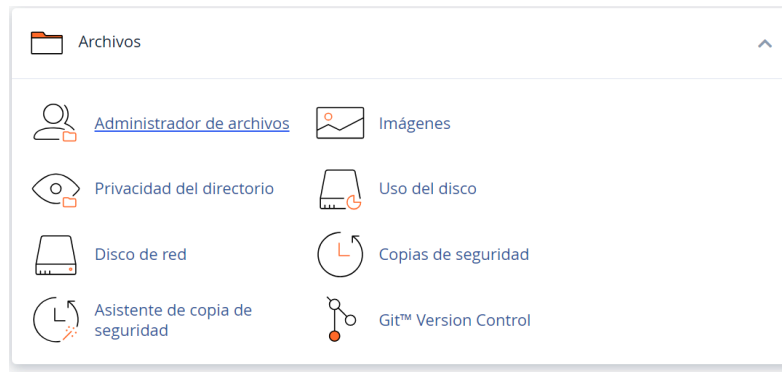 Archivos
Administrador de archivos
Imágenes
Privacidad del directorio
Uso del disco
Disco de red
Copias de seguridad
Asistente de copia de
seguridad
Git™ Version Control